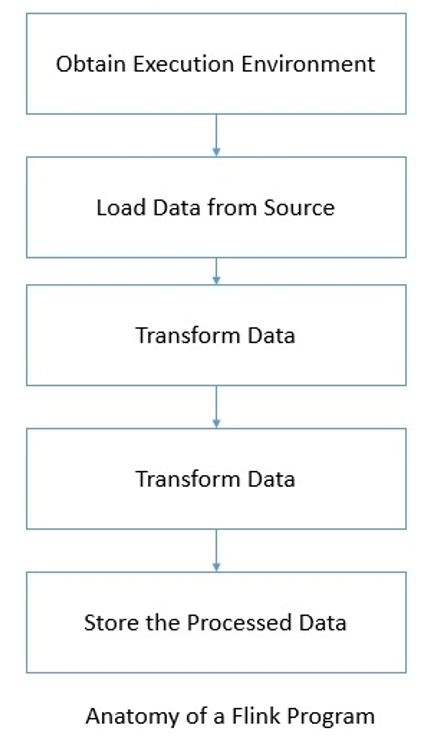 Obtain Execution Environment
Load Data from Source
Transform Data
Transform Data
Store the Processed Data
Anatomy of a Flink Program